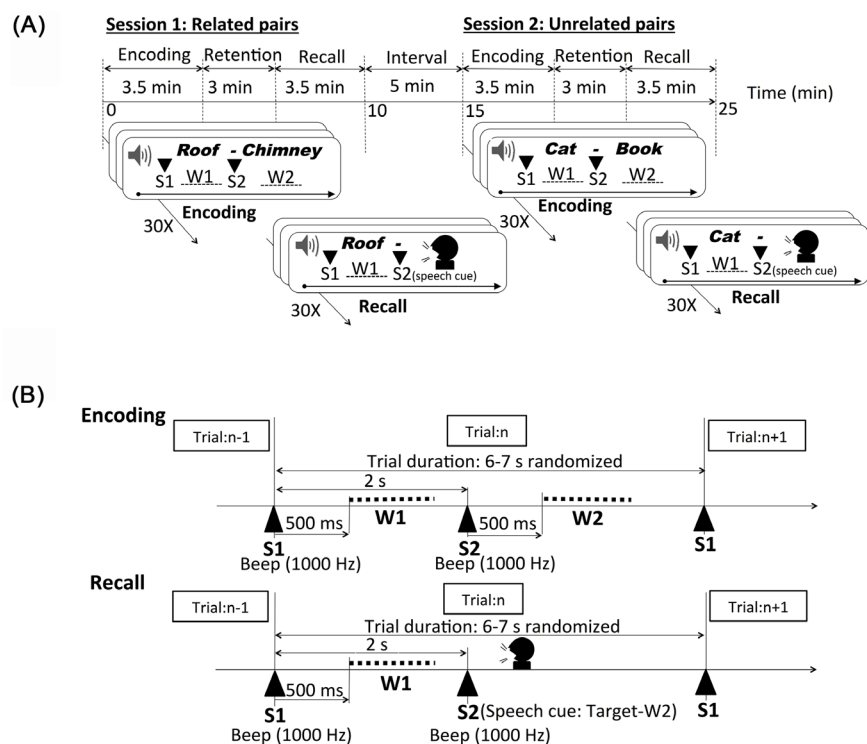 (A)
Session 1: Related pairs
Session 2: Unrelated pairs
Encoding Retention Recall Interval Encoding Retention Recall
3.5 min 3 min 3.5 min 5 min 3.5 min 3 min 3.5 min
Time (min)
0 10 15 25
Roof - Chimney
S1 W1 S2 W2
Encoding
30X
Cat - Book
S1 W1 S2 W2
Encoding
30X
Roof -
S1 W1 S2(speech cue)
Recall
30X
Cat -
S1 W1 S2(speech cue)
Recall
30X
(B)
Encoding
Trial:n-1 Trial:n Trial:n+1
Trial duration: 6-7 s randomized
2 s
500 ms W1 500 ms W2
S1 S2 S1
Beep (1000 Hz) Beep (1000 Hz)
Recall
Trial:n-1 Trial:n Trial:n+1
Trial duration: 6-7 s randomized
2 s
500 ms W1
S1 S2(Speech cue: Target-W2) S1
Beep (1000 Hz) Beep (1000 Hz)